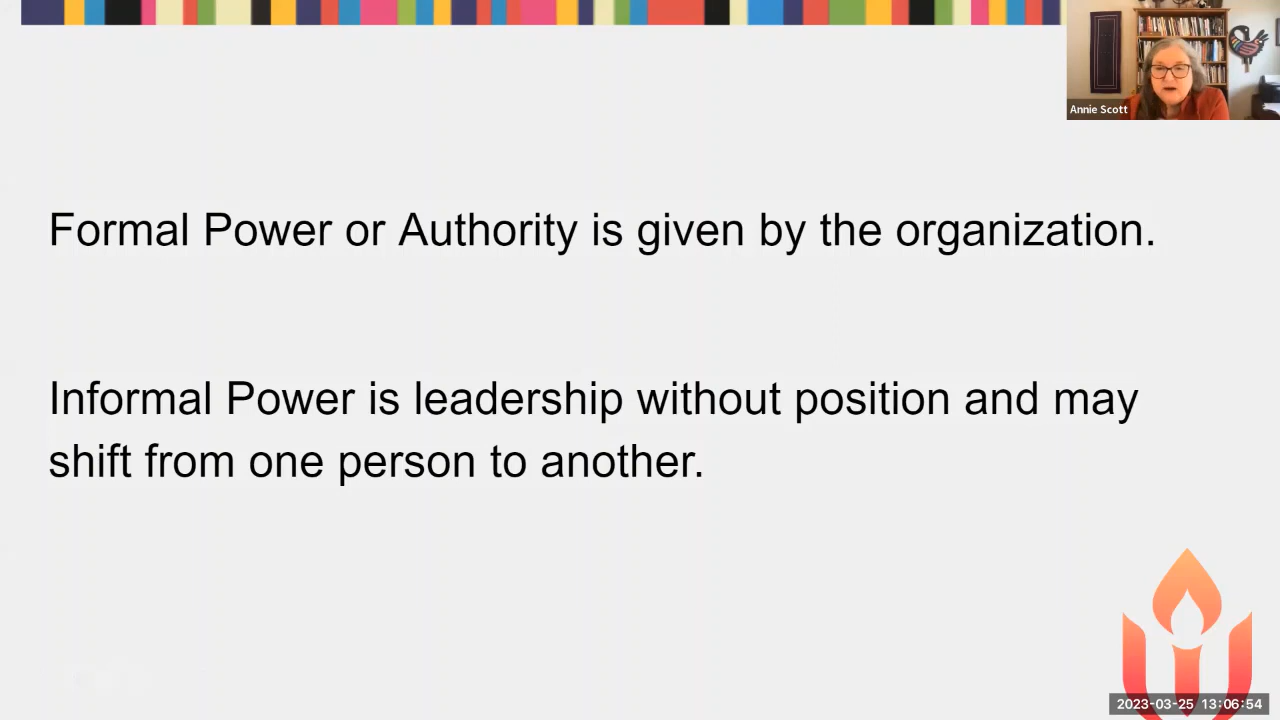 Annie Scott
Formal Power or Authority is given by the organization.
Informal Power is leadership without position and may
shift from one person to another.
2023-03-25 13:06:54